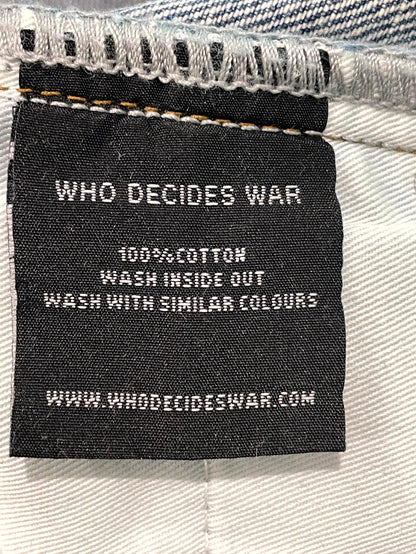 WHO DECIDES WAR
100% COTTON
WASH INSIDE OUT
WASH WITH SIMILAR COLOURS
WWW.WHODECIDESWAR.COM